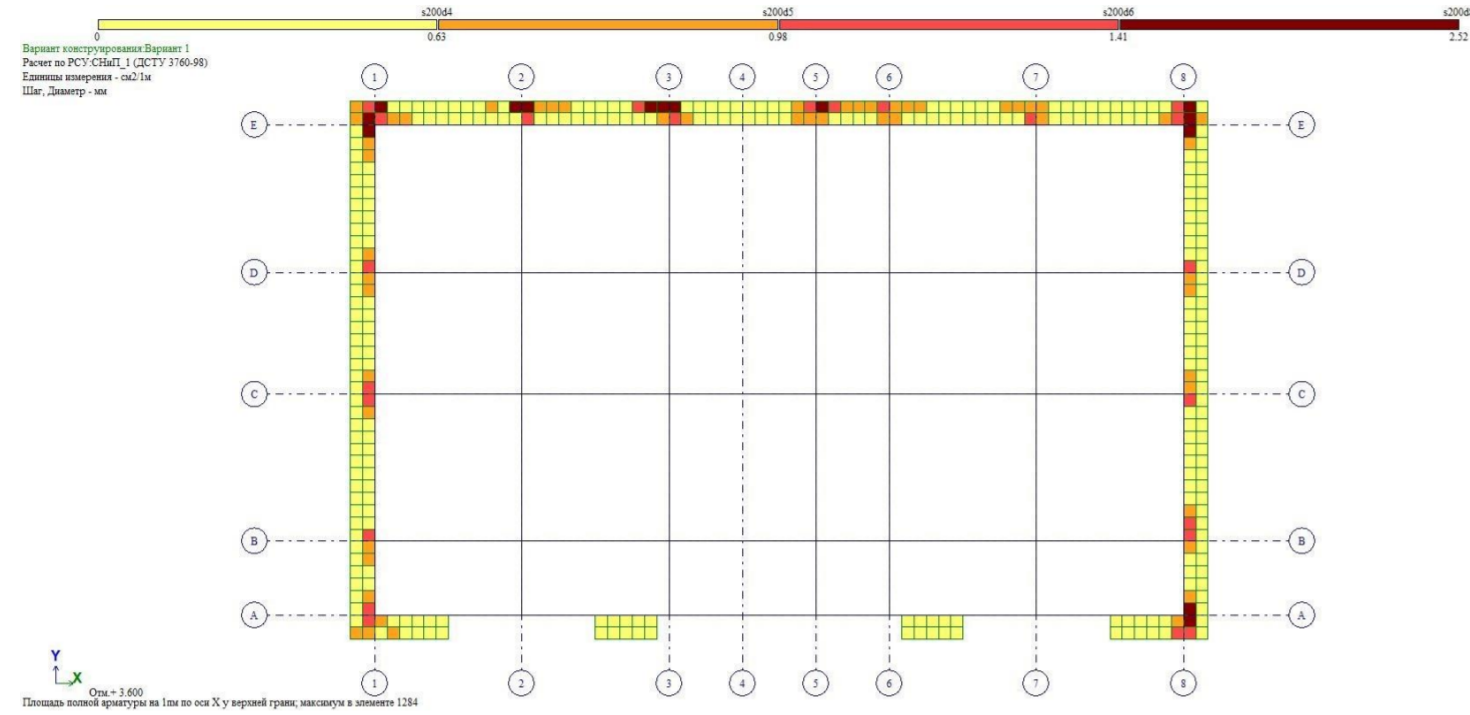 s200d4 s200d5 s200d6 s200d
0 0.63 0.98 1.41 2.52
Вариант конструирования:Вариант 1
Расчет по РСУ:СНиП_1 (ДСТУ 3760-98)
Единицы измерения - см2/1м
Шаг, Диаметр - мм
1 2 3 4 5 6 7 8
E E
D D
C C
B B
A A
Y
X
1 2 3 4 5 6 7 8
Отм.+ 3.600
Площадь полной арматуры на 1пм по оси X у верхней грани; максимум в элементе 1284